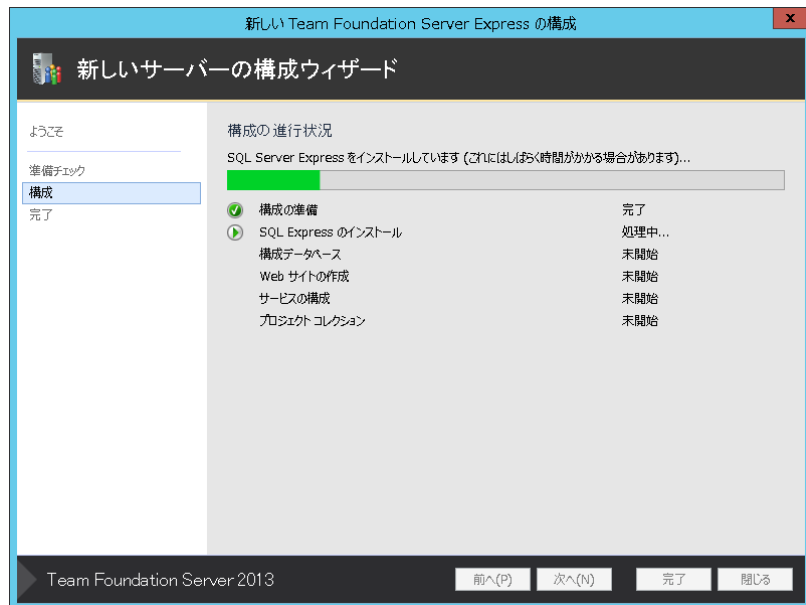 新しい Team Foundation Server Express の構成
x
新しいサーバーの構成ウィザード
ようこそ
準備チェック
構成
完了
構成の進行状況
SQL Server Express をインストールしています (これにはしばらく時間がかかる場合があります)...
構成の準備 完了
SQL Express のインストール 処理中...
構成データベース 未開始
Web サイトの作成 未開始
サービスの構成 未開始
プロジェクト コレクション 未開始
Team Foundation Server 2013
前へ(P) 次へ(N) 完了 閉じる